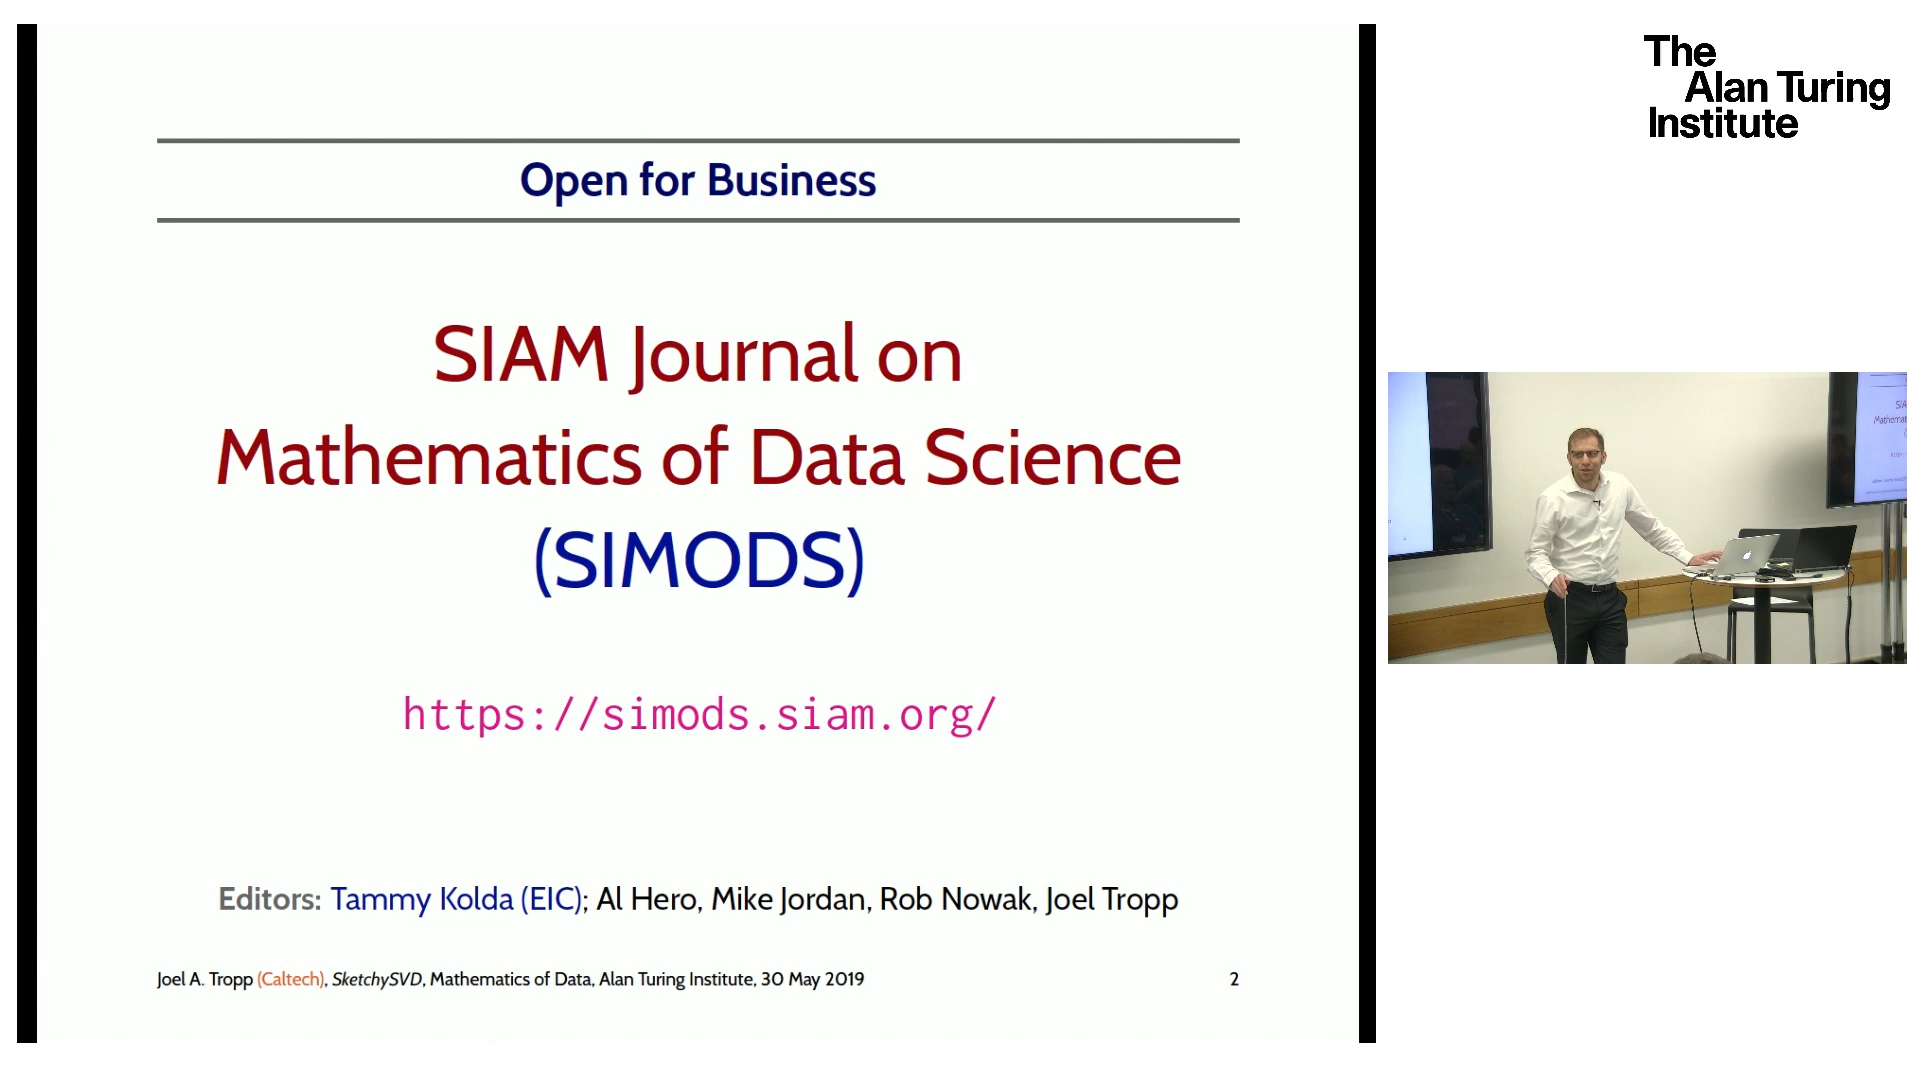 The
Alan Turing
Institute
Open for Business
SIAM Journal on
Mathematics of Data Science
(SIMODS)
https://simods.siam.org/
Editors: Tammy Kolda (EIC); Al Hero, Mike Jordan, Rob Nowak, Joel Tropp
Joel A. Tropp (Caltech), SketchySVD, Mathematics of Data, Alan Turing Institute, 30 May 2019
2